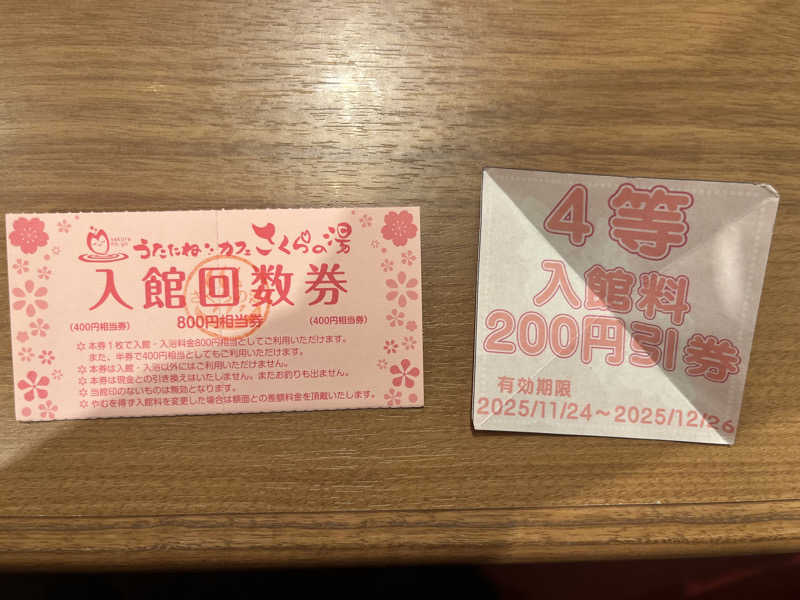 sakura no yu
うたたね・カフェ さくらの湯
入館回数券
(400円相当券) 800円相当券 (400円相当券)
✿ 本券1枚で入館・入浴料金800円相当としてご利用いただけます。
また、半券で400円相当としてもご利用いただけます。
✿ 本券は入館・入浴以外にはご利用いただけません。
✿ 本券は現金との引き換えはいたしません。またお釣りも出ません。
✿ 当館印のないものは無効となります。
✿ やむを得ず入館料を変更した場合は額面との差額料金を頂戴いたします。
4等
入館料
200円引券
有効期限
2025/11/24～2025/12/26